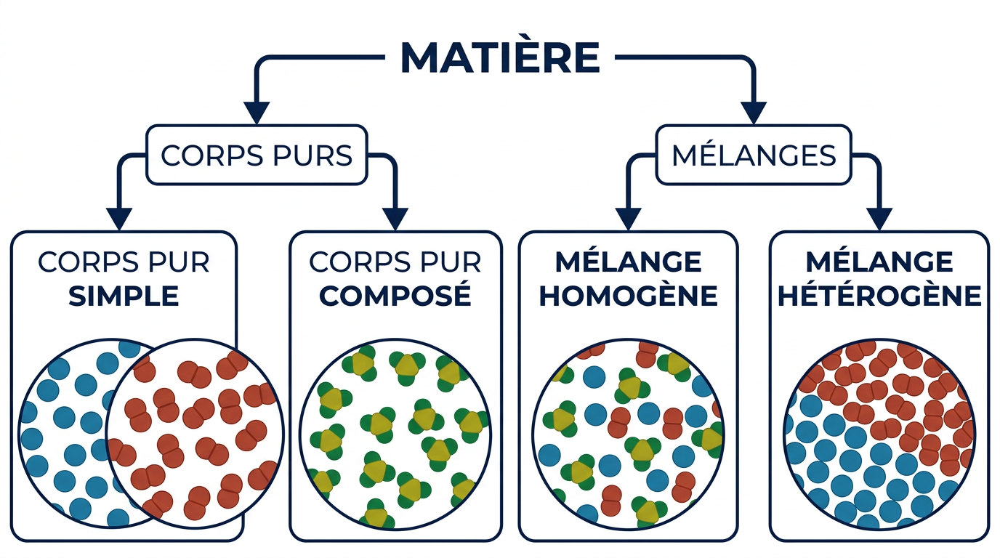 MATIÈRE
CORPS PURS
MÉLANGES
CORPS PUR
SIMPLE
CORPS PUR
COMPOSÉ
MÉLANGE
HOMOGÈNE
MÉLANGE
HÉTÉROGÈNE